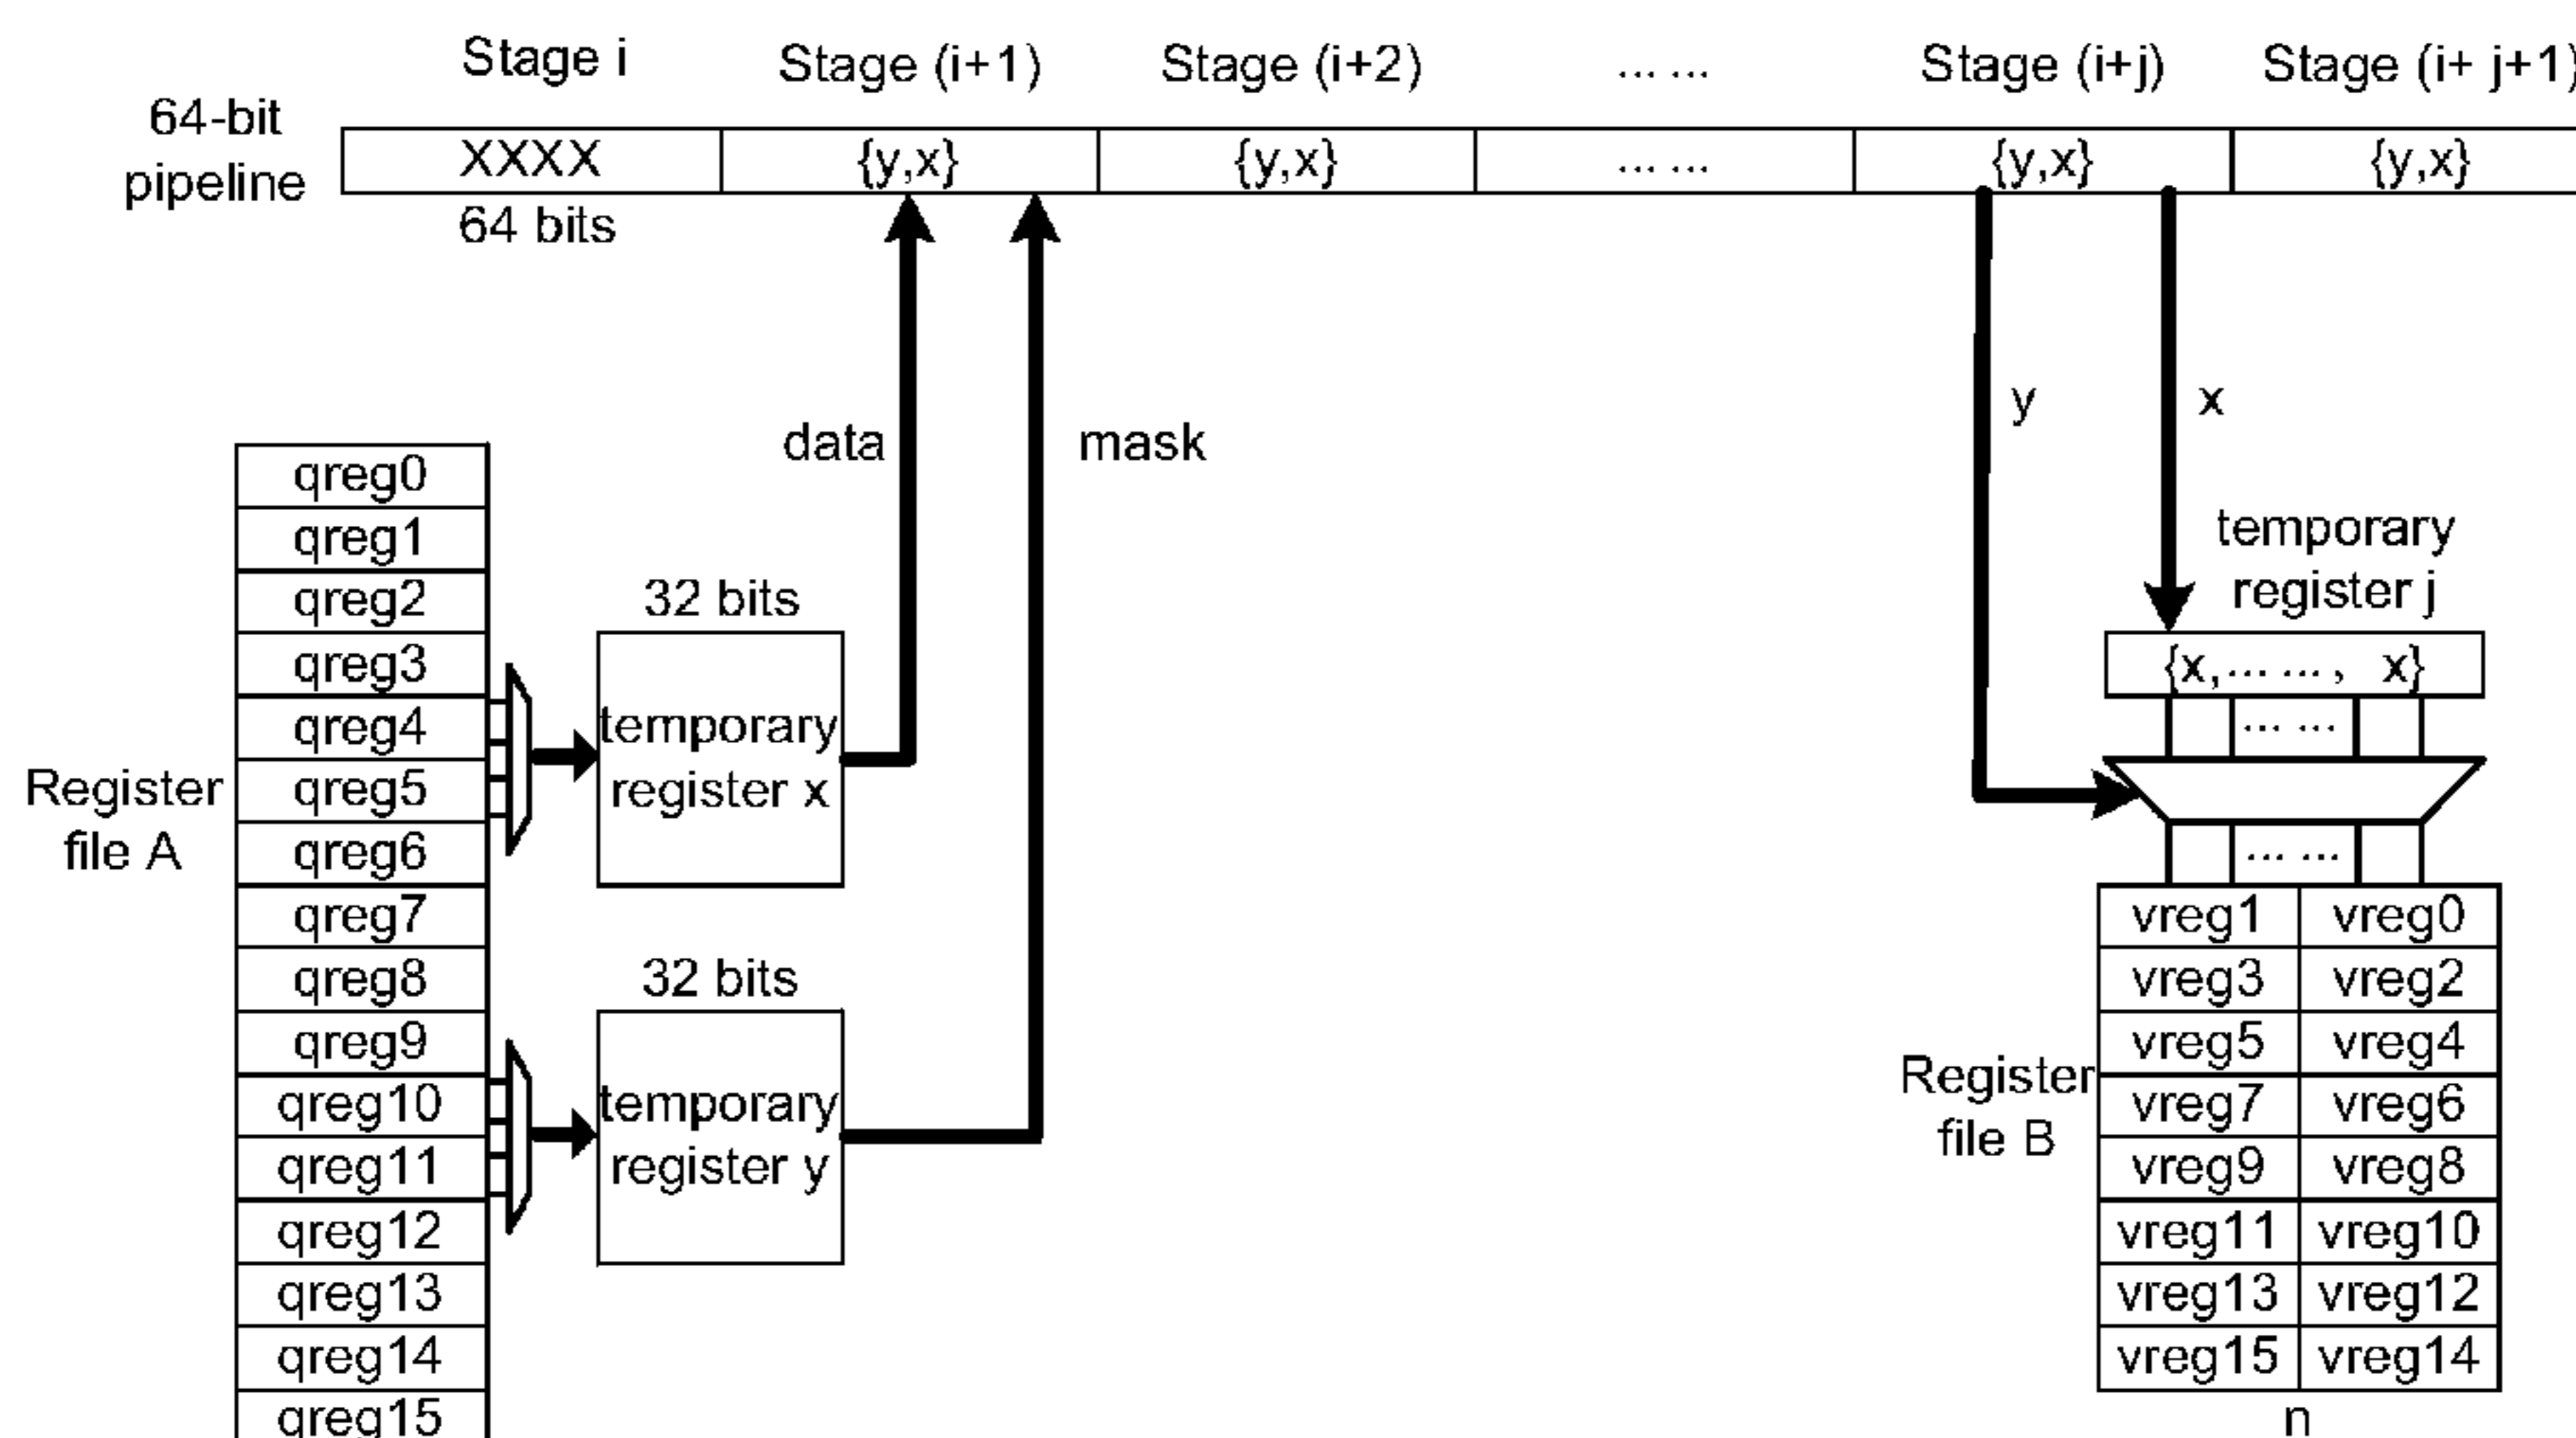 Stage i
Stage (i+1)
Stage (i+2)
... ...
Stage (i+j)
Stage (i+ j+1)
64-bit
pipeline
XXXX
{y,x}
{y,x}
... ...
{y,x}
{y,x}
64 bits
data
mask
y
x
Register
file A
qreg0
qreg1
qreg2
qreg3
qreg4
qreg5
qreg6
qreg7
qreg8
qreg9
qreg10
qreg11
qreg12
qreg13
qreg14
qreg15
32 bits
temporary
register x
32 bits
temporary
register y
temporary
register j
{x,... ..., x}
... ...
... ...
Register
file B
vreg1 vreg0
vreg3 vreg2
vreg5 vreg4
vreg7 vreg6
vreg9 vreg8
vreg11 vreg10
vreg13 vreg12
vreg15 vreg14
n